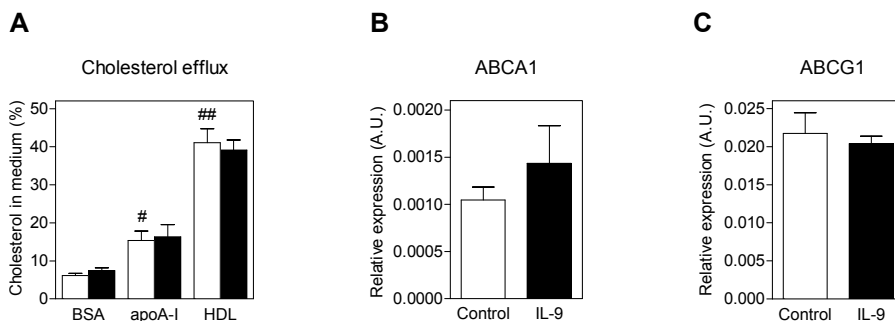 A
Cholesterol efflux
Cholesterol in medium (%)
50
40
30
20
10
0
#
##
BSA apoA-I HDL
B
ABCA1
Relative expression (A.U.)
0.0020
0.0015
0.0010
0.0005
0.0000
Control IL-9
C
ABCG1
Relative expression (A.U.)
0.025
0.020
0.015
0.010
0.005
0.000
Control IL-9